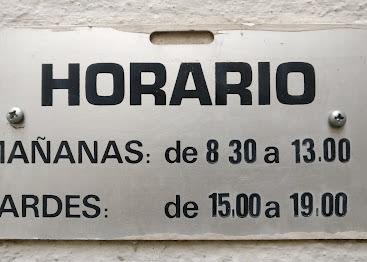 HORARIO
MAÑANAS: de 8 30 a 13.00
ARDES: de 15.00 a 19.00